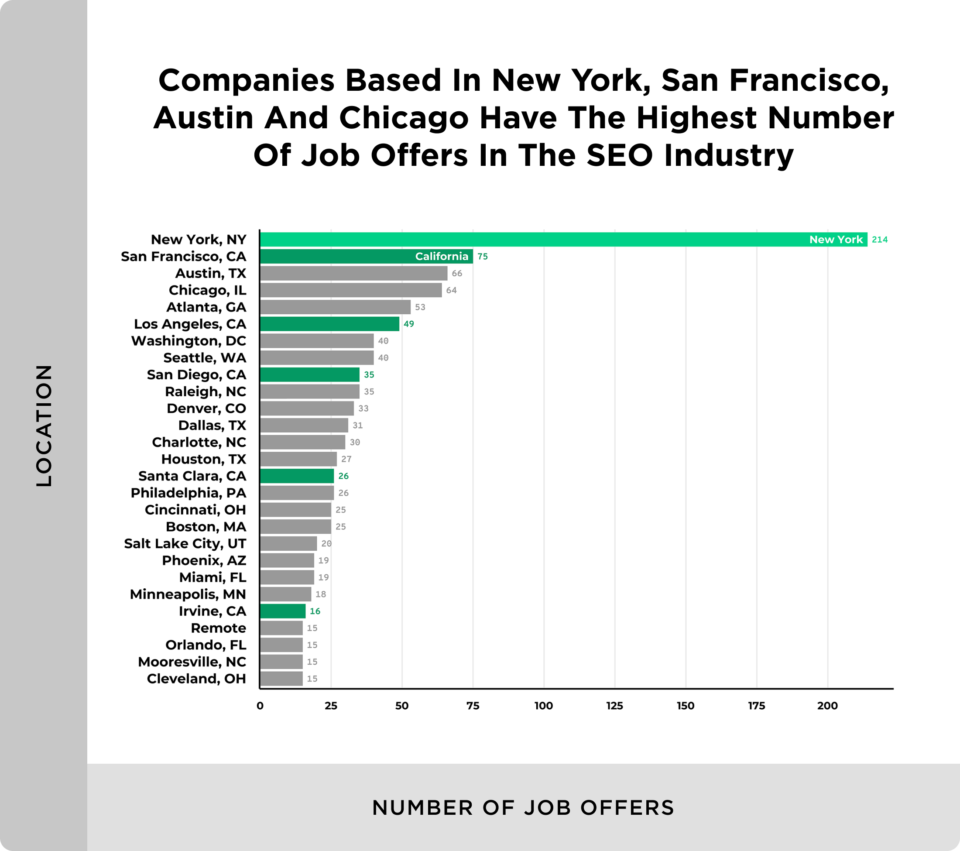 Companies Based In New York, San Francisco,
Austin And Chicago Have The Highest Number
Of Job Offers In The SEO Industry
LOCATION
New York, NY New York 214
San Francisco, CA California 75
Austin, TX 66
Chicago, IL 64
Atlanta, GA 53
Los Angeles, CA 49
Washington, DC 40
Seattle, WA 40
San Diego, CA 35
Raleigh, NC 35
Denver, CO 33
Dallas, TX 31
Charlotte, NC 30
Houston, TX 27
Santa Clara, CA 26
Philadelphia, PA 26
Cincinnati, OH 25
Boston, MA 25
Salt Lake City, UT 20
Phoenix, AZ 19
Miami, FL 19
Minneapolis, MN 18
Irvine, CA 16
Remote 15
Orlando, FL 15
Mooresville, NC 15
Cleveland, OH 15
0 25 50 75 100 125 150 175 200
NUMBER OF JOB OFFERS